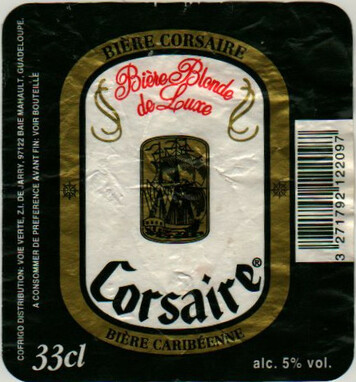 BIÈRE CORSAIRE
Bière Blonde
de Luxe
Corsaire®
BIÈRE CARIBÉENNE
33cl
alc. 5% vol.
COFRIGO DISTRIBUTION: VOIE VERTE, Z.I. DE JARRY, 97122 BAIE MAHAULT, GUADELOUPE.
A CONSOMMER DE PREFERENCE AVANT FIN: VOIR BOUTEILLE
3 271792 122097